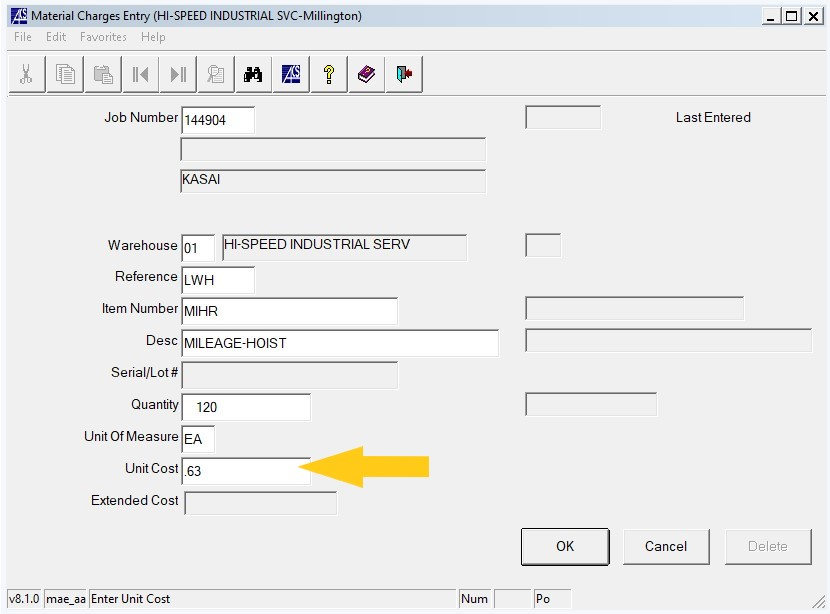 Material Charges Entry (HI-SPEED INDUSTRIAL SVC-Millington)
File Edit Favorites Help
Job Number 144904 Last Entered
KASAI
Warehouse 01 HI-SPEED INDUSTRIAL SERV
Reference LWH
Item Number MIHR
Desc MILEAGE-HOIST
Serial/Lot #
Quantity 120
Unit Of Measure EA
Unit Cost .63
Extended Cost
OK Cancel Delete
v8.1.0 mae_aa Enter Unit Cost Num Po